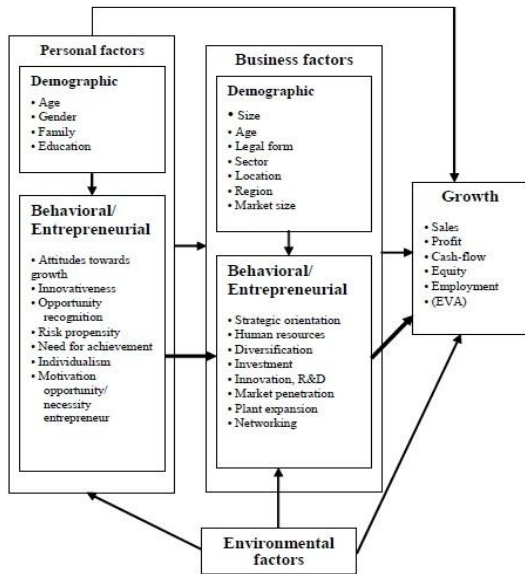 Personal factors
Demographic
• Age
• Gender
• Family
• Education
Behavioral/
Entrepreneurial
• Attitudes towards
growth
• Innovativeness
• Opportunity
recognition
• Risk propensity
• Need for achievement
• Individualism
• Motivation
opportunity/
necessity
entrepreneur
Business factors
Demographic
• Size
• Age
• Legal form
• Sector
• Location
• Region
• Market size
Behavioral/
Entrepreneurial
• Strategic orientation
• Human resources
• Diversification
• Investment
• Innovation, R&D
• Market penetration
• Plant expansion
• Networking
Growth
• Sales
• Profit
• Cash-flow
• Equity
• Employment
• (EVA)
Environmental
factors